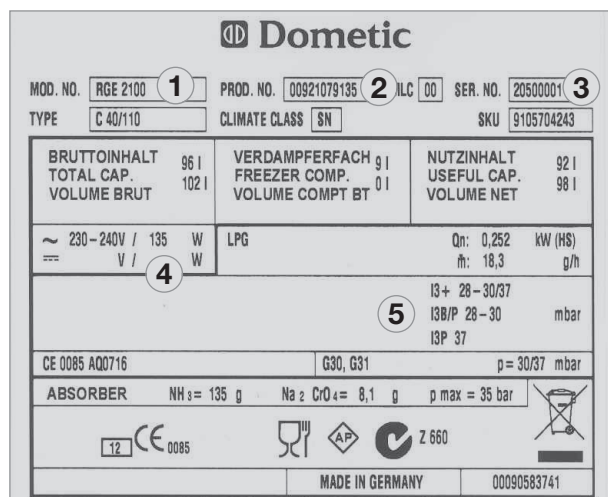 Dometic
MOD. NO. RGE 2100 1 PROD. NO. 00921079135 2 ILC 00 SER. NO. 20500001 3
TYPE C 40/110 CLIMATE CLASS SN SKU 9105704243
BRUTTOINHALT 96 l VERDAMPFERFACH 9 l NUTZINHALT 92 l
TOTAL CAP. 102 l FREEZER COMP. 0 l USEFUL CAP. 98 l
VOLUME BRUT VOLUME COMPT BT VOLUME NET
~ 230-240V / 135 W LPG Qn: 0,252 kW (HS)
V / W 4 ṁ: 18,3 g/h
I3+ 28-30/37
5 I3B/P 28-30 mbar
I3P 37
CE 0085 AQ0716 G30, G31 p= 30/37 mbar
ABSORBER NH3= 135 g Na2CrO4= 8,1 g p max = 35 bar
12 CE 0085 AP Z 660
MADE IN GERMANY 00090583741